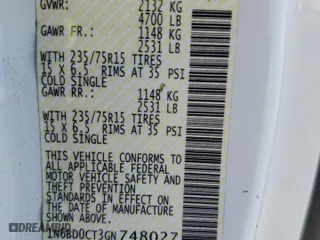 GVWR: 2132 KG
4700 LB
GAWR FR.: 1148 KG
2531 LB
WITH 235/75R15 TIRES
15 X 6.5 RIMS AT 35 PSI
COLD SINGLE
GAWR RR.: 1148 KG
2531 LB
WITH 235/75R15 TIRES
15 X 6.5 RIMS AT 35 PSI
COLD SINGLE
THIS VEHICLE CONFORMS TO
ALL APPLICABLE FEDERAL
MOTOR VEHICLE SAFETY AND
THEFT PREVENTION STANDARDS
IN EFFECT ON THE DATE OF
MANUFACTURE SHOWN ABOVE.
1N6BD0CT3GN748027